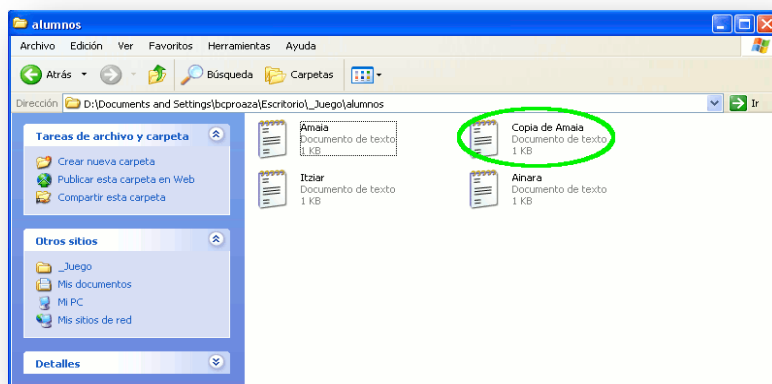 alumnos
Archivo Edición Ver Favoritos Herramientas Ayuda
Atrás Búsqueda Carpetas
Dirección D:\Documents and Settings\bcproaza\Escritorio\_Juego\alumnos Ir
Tareas de archivo y carpeta
Crear nueva carpeta
Publicar esta carpeta en Web
Compartir esta carpeta
Otros sitios
_Juego
Mis documentos
Mi PC
Mis sitios de red
Detalles
Amaia
Documento de texto
1 KB
Copia de Amaia
Documento de texto
1 KB
Itziar
Documento de texto
1 KB
Ainara
Documento de texto
1 KB